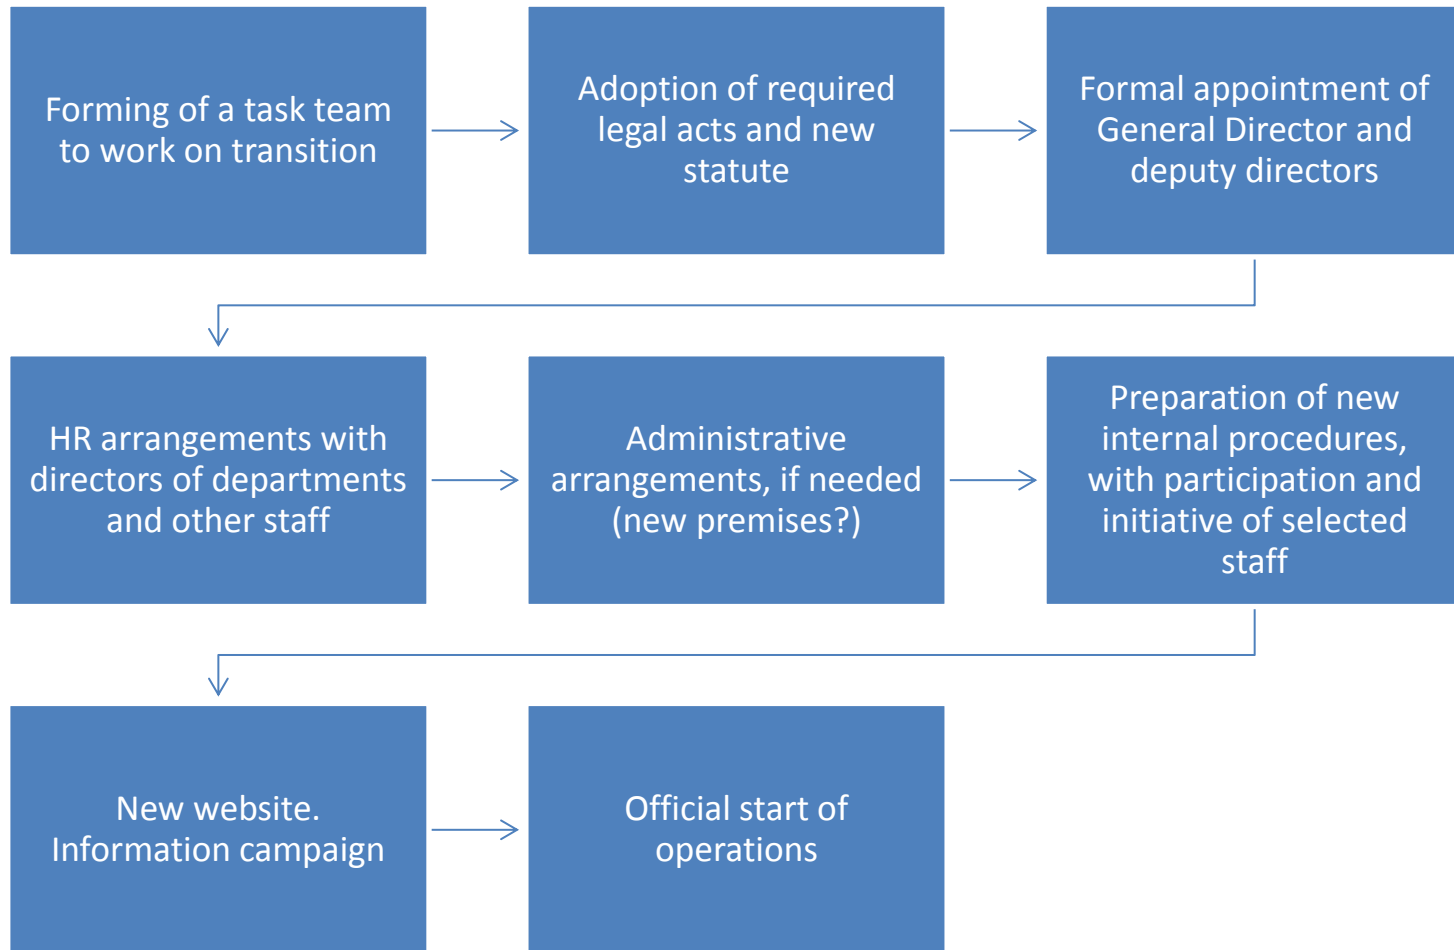 Forming of a task team
to work on transition
Adoption of required
legal acts and new
statute
Formal appointment of
General Director and
deputy directors
HR arrangements with
directors of departments
and other staff
Administrative
arrangements, if needed
(new premises?)
Preparation of new
internal procedures,
with participation and
initiative of selected
staff
New website.
Information campaign
Official start of
operations